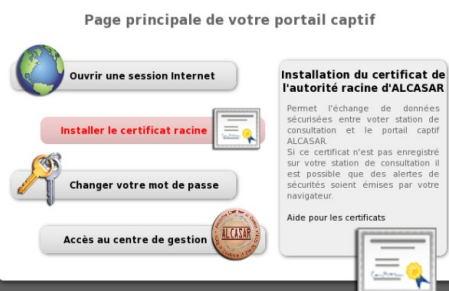 Page principale de votre portail captif
Ouvrir une session Internet
Installer le certificat racine
Changer votre mot de passe
ALCASAR
Accès au centre de gestion
Installation du certificat de
l'autorité racine d'ALCASAR
Permet l'échange de données
sécurisées entre voter station de
consultation et le portail captif
ALCASAR.
Si ce certificat n'est pas enregistré
sur votre station de consultation il
est possible que des alertes de
sécurités soient émises par votre
navigateur.
Aide pour les certificats